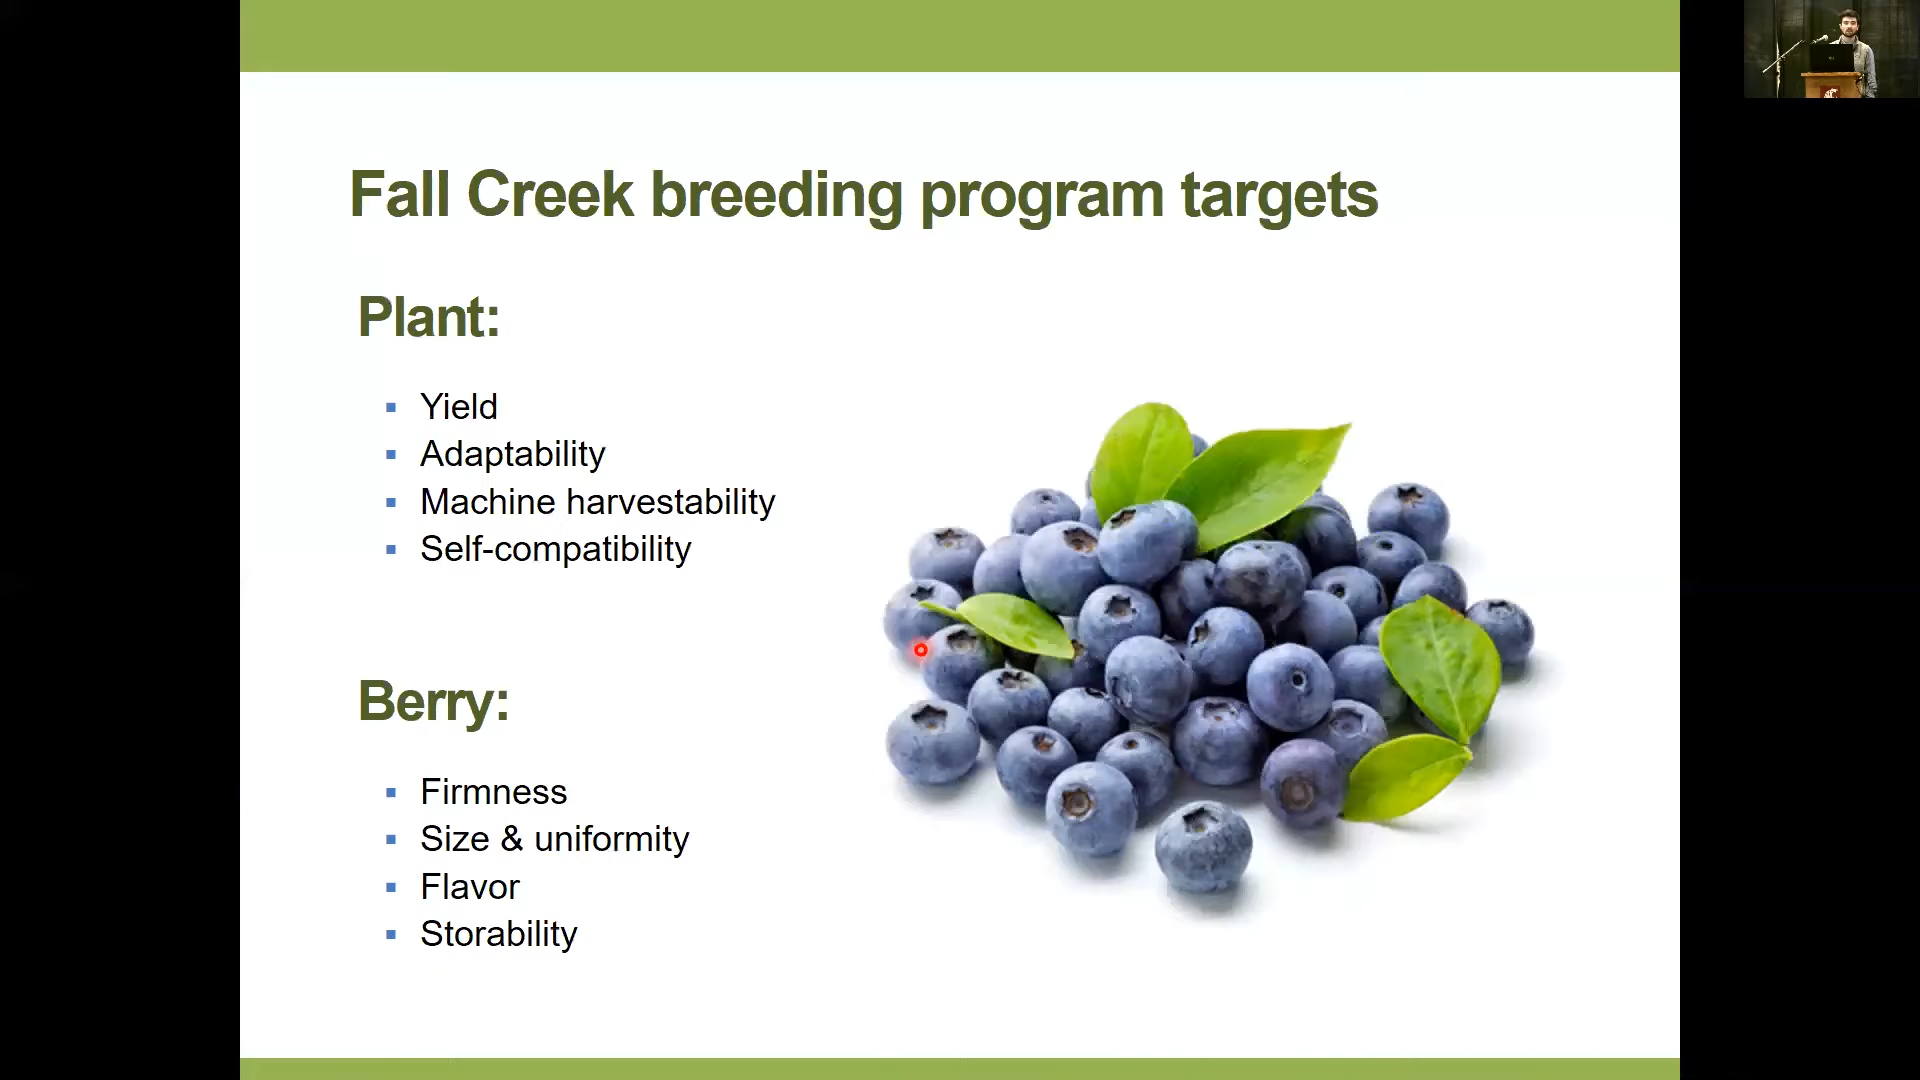 Fall Creek breeding program targets
Plant:
Yield
Adaptability
Machine harvestability
Self-compatibility
Berry:
Firmness
Size & uniformity
Flavor
Storability